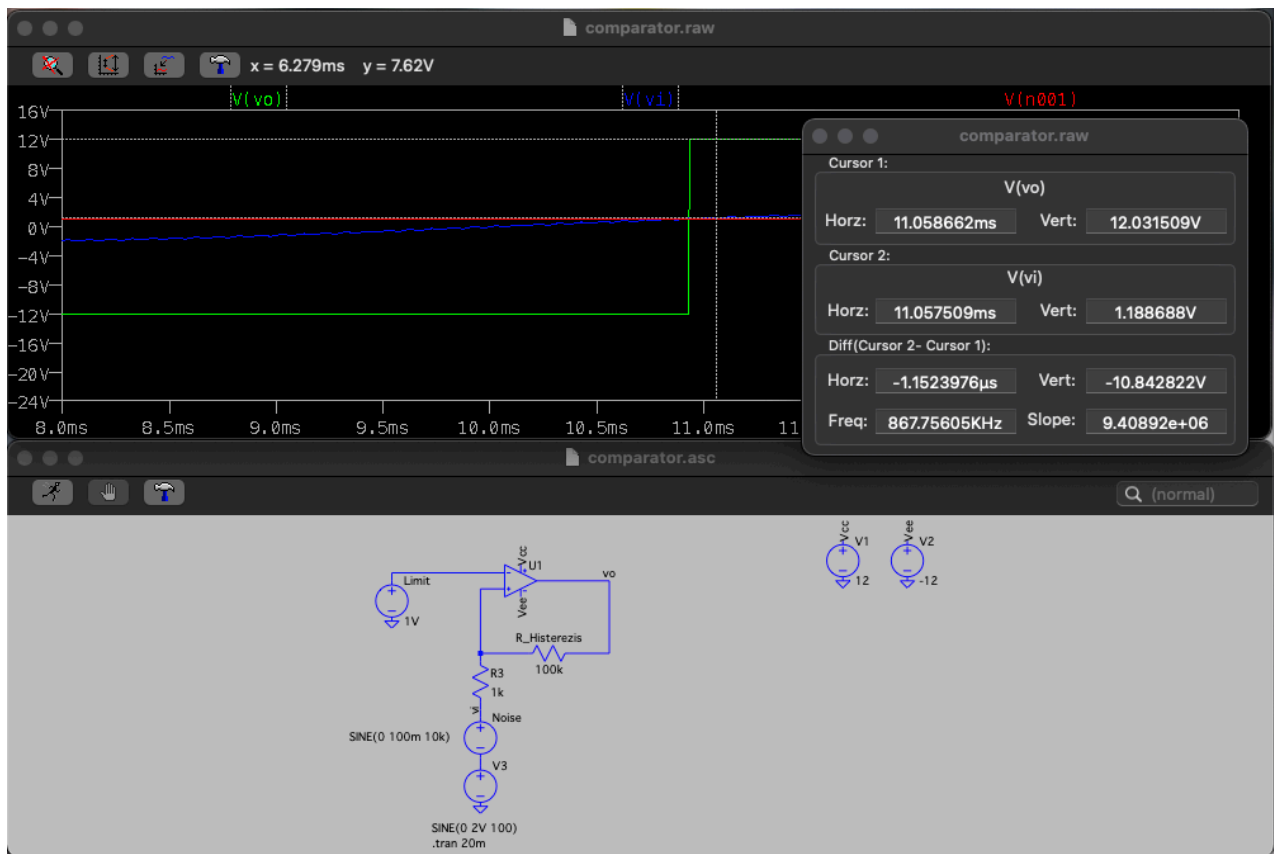 comparator.raw
x = 6.279ms y = 7.62V
V(vo) V(vi) V(n001)
16V
12V
8V
4V
0V
-4V
-8V
-12V
-16V
-20V
-24V
8.0ms 8.5ms 9.0ms 9.5ms 10.0ms 10.5ms 11.0ms 11
comparator.raw
Cursor 1:
V(vo)
Horz: 11.058662ms Vert: 12.031509V
Cursor 2:
V(vi)
Horz: 11.057509ms Vert: 1.188688V
Diff(Cursor 2- Cursor 1):
Horz: -1.1523976µs Vert: -10.842822V
Freq: 867.75605KHz Slope: 9.40892e+06
comparator.asc
(normal)
Limit
1V
Vcc
U1
Vee
vo
R_Histerezis
100k
R3
1k
vi
Noise
SINE(0 100m 10k)
V3
SINE(0 2V 100)
.tran 20m
Vcc
V1
12
Vee
V2
-12